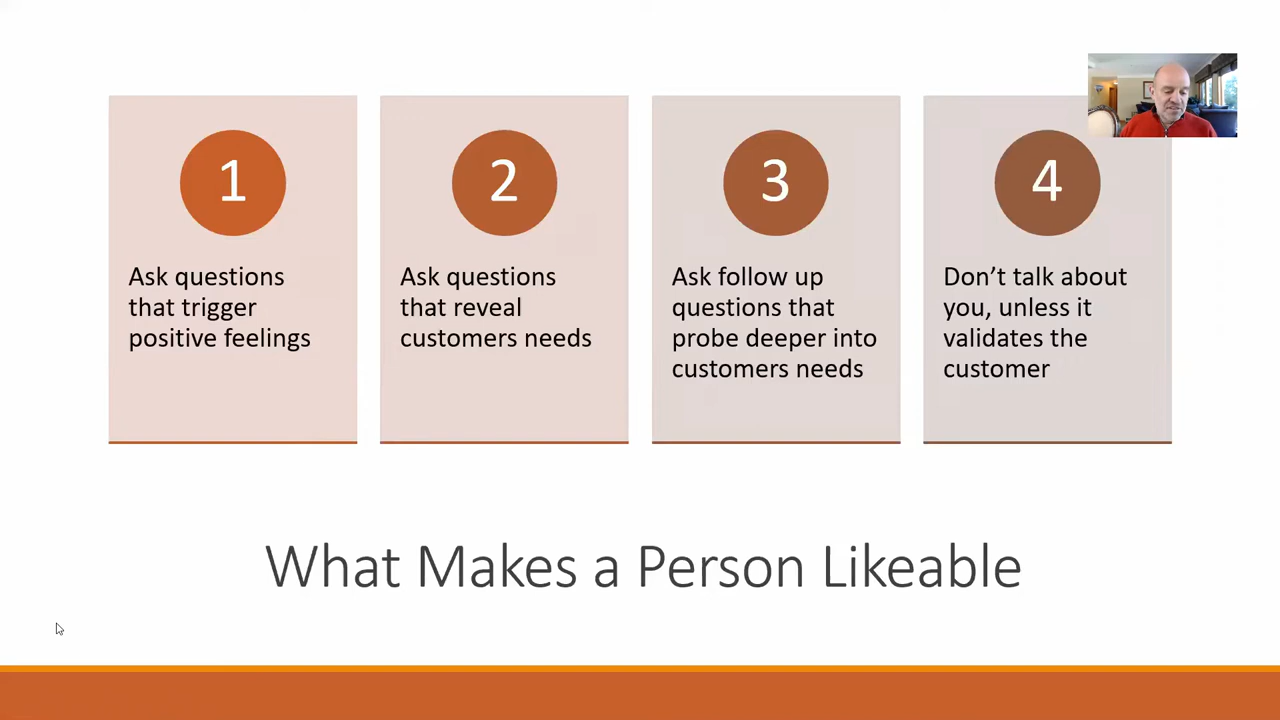 1
Ask questions
that trigger
positive feelings
2
Ask questions
that reveal
customers needs
3
Ask follow up
questions that
probe deeper into
customers needs
4
Don’t talk about
you, unless it
validates the
customer
What Makes a Person Likeable